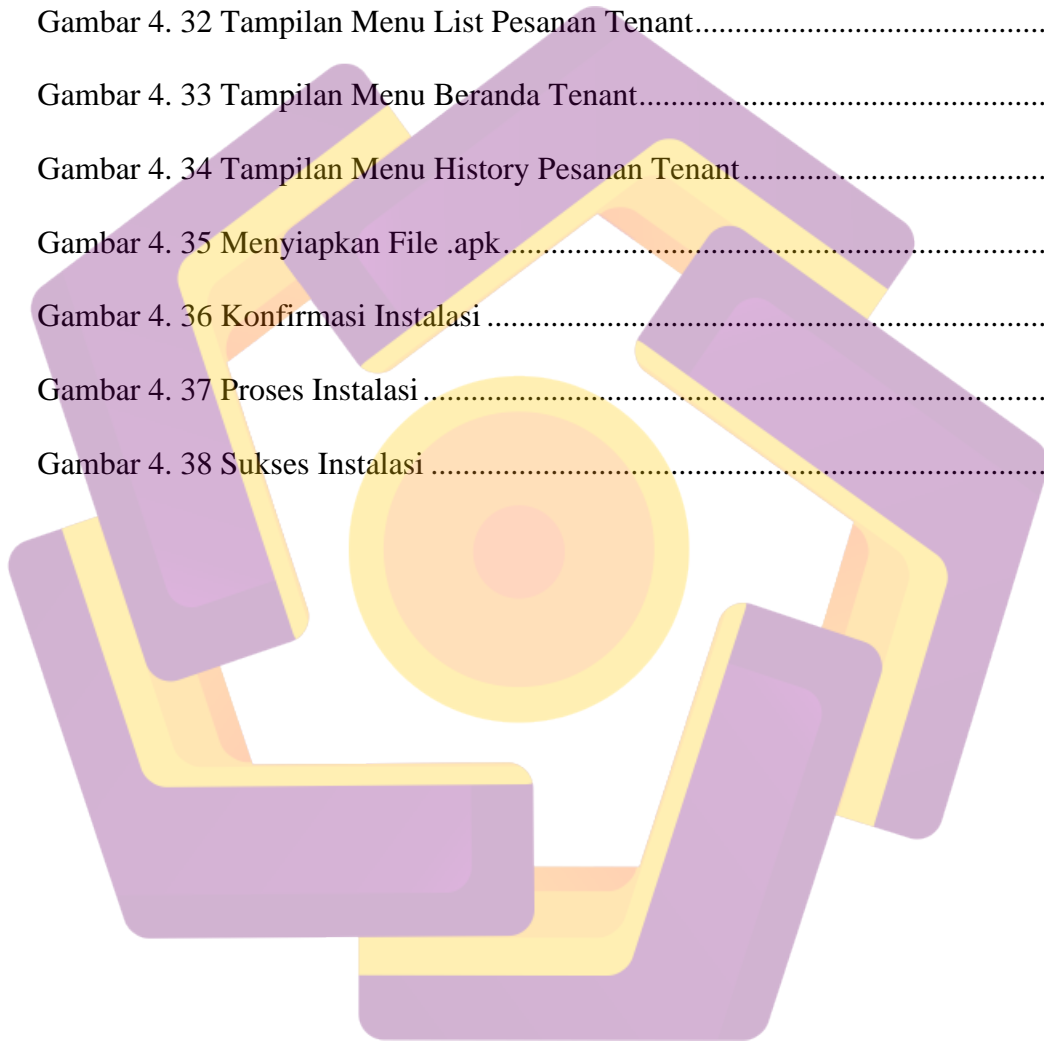 Gambar 4. 32 Tampilan Menu List Pesanan Tenant..........................................
Gambar 4. 33 Tampilan Menu Beranda Tenant.................................................
Gambar 4. 34 Tampilan Menu History Pesanan Tenant....................................
Gambar 4. 35 Menyiapkan File .apk..................................................................
Gambar 4. 36 Konfirmasi Instalasi ....................................................................
Gambar 4. 37 Proses Instalasi ............................................................................
Gambar 4. 38 Sukses Instalasi ...........................................................................